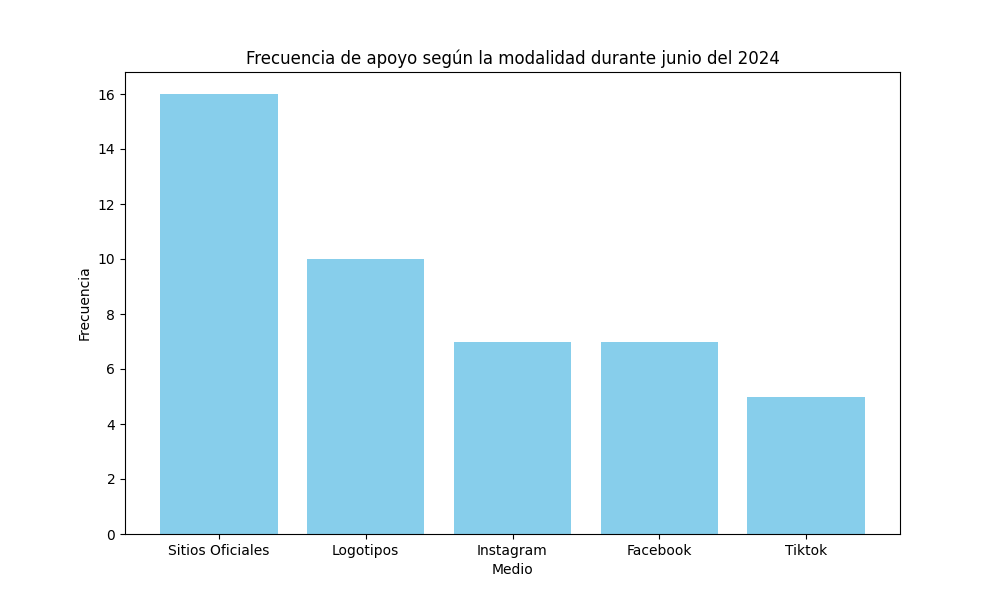 Frecuencia de apoyo según la modalidad durante junio del 2024
16
14
12
10
8
6
4
2
0
Frecuencia
Sitios Oficiales
Logotipos
Instagram
Facebook
Tiktok
Medio